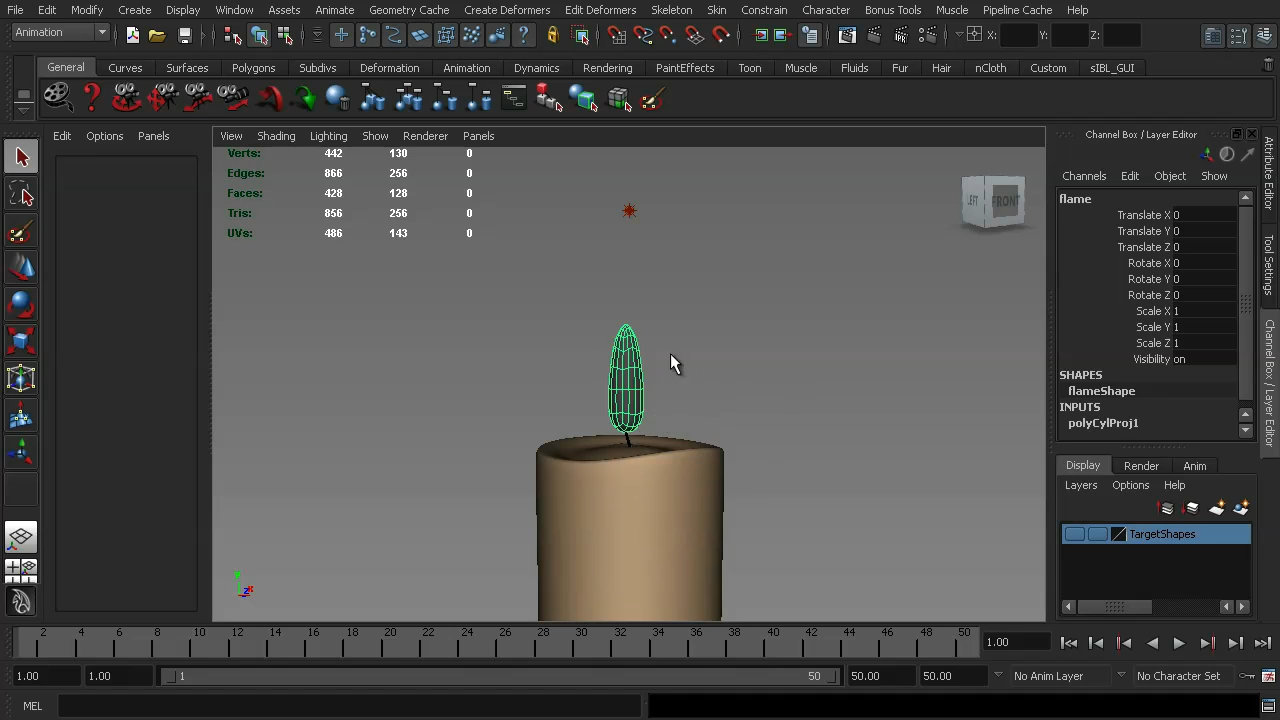 File Edit Modify Create Display Window Assets Animate Geometry Cache Create Deformers Edit Deformers Skeleton Skin Constrain Character Bonus Tools Muscle Pipeline Cache Help
Animation X: Y: Z:
General Curves Surfaces Polygons Subdivs Deformation Animation Dynamics Rendering PaintEffects Toon Muscle Fluids Fur Hair nCloth Custom sIBL_GUI
Edit Options Panels
View Shading Lighting Show Renderer Panels
Verts: 442 130 0
Edges: 866 256 0
Faces: 428 128 0
Tris: 856 256 0
UVs: 486 143 0
LEFT FRONT
Z
Channel Box / Layer Editor
Channels Edit Object Show
flame
Translate X 0
Translate Y 0
Translate Z 0
Rotate X 0
Rotate Y 0
Rotate Z 0
Scale X 1
Scale Y 1
Scale Z 1
Visibility on
SHAPES
flameShape
INPUTS
polyCylProj1
Display Render Anim
Layers Options Help
TargetShapes
Attribute Editor
Tool Settings
Channel Box / Layer Editor
2 4 6 8 10 12 14 16 18 20 22 24 26 28 30 32 34 36 38 40 42 44 46 48 50 1.00
1.00 1.00 1 50 50.00 50.00 No Anim Layer No Character Set
MEL